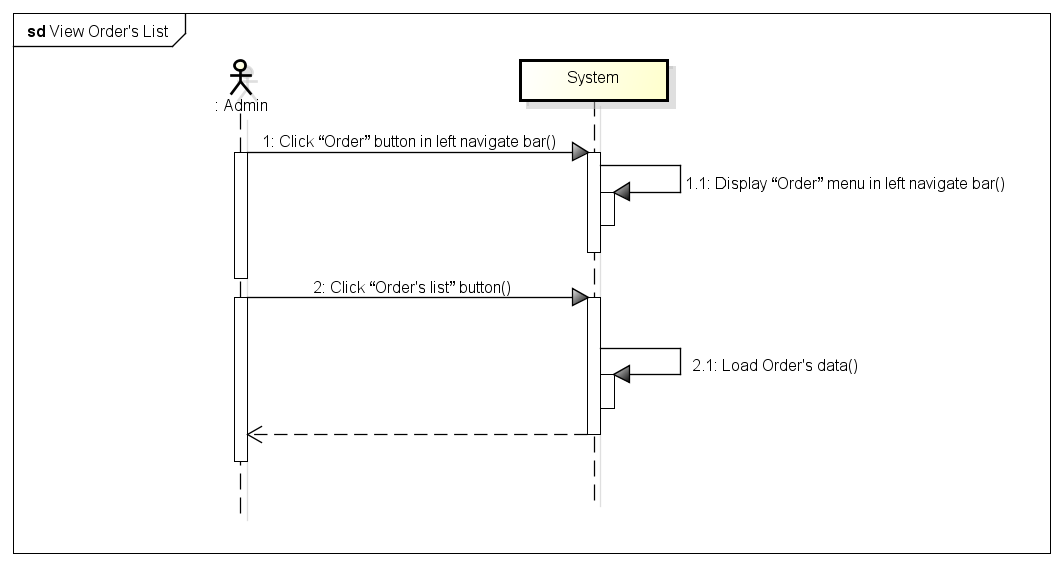 sd View Order's List
System
: Admin
1: Click “Order” button in left navigate bar()
1.1: Display “Order” menu in left navigate bar()
2: Click “Order's list” button()
2.1: Load Order's data()